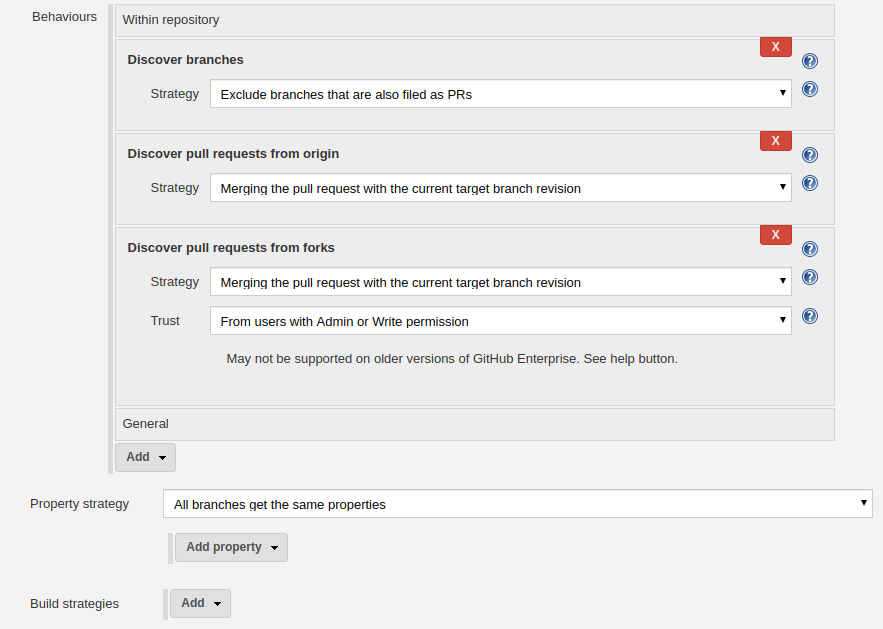 Behaviours
Within repository
X
Discover branches
?
Strategy Exclude branches that are also filed as PRs ?
X
Discover pull requests from origin
?
Strategy Merging the pull request with the current target branch revision ?
X
Discover pull requests from forks
?
Strategy Merging the pull request with the current target branch revision ?
Trust From users with Admin or Write permission ?
May not be supported on older versions of GitHub Enterprise. See help button.
General
Add
Property strategy All branches get the same properties
Add property
Build strategies Add